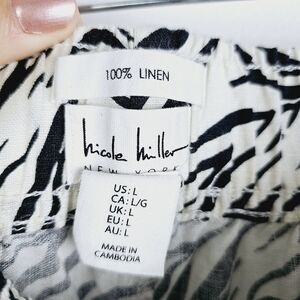 100% LINEN
nicole miller
NEW YORK
US: L
CA: L/G
UK: L
EU: L
AU: L
MADE IN
CAMBODIA